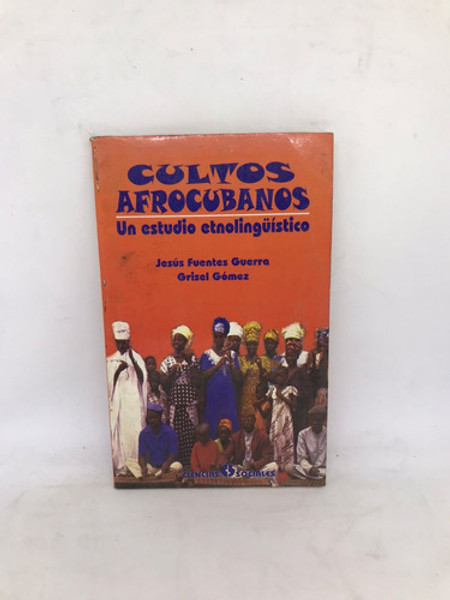 CULTOS
AFROCUBANOS
Un estudio etnolingüístico
Jesús Fuentes Guerra
Grisel Gómez
CIENCIAS SOCIALES